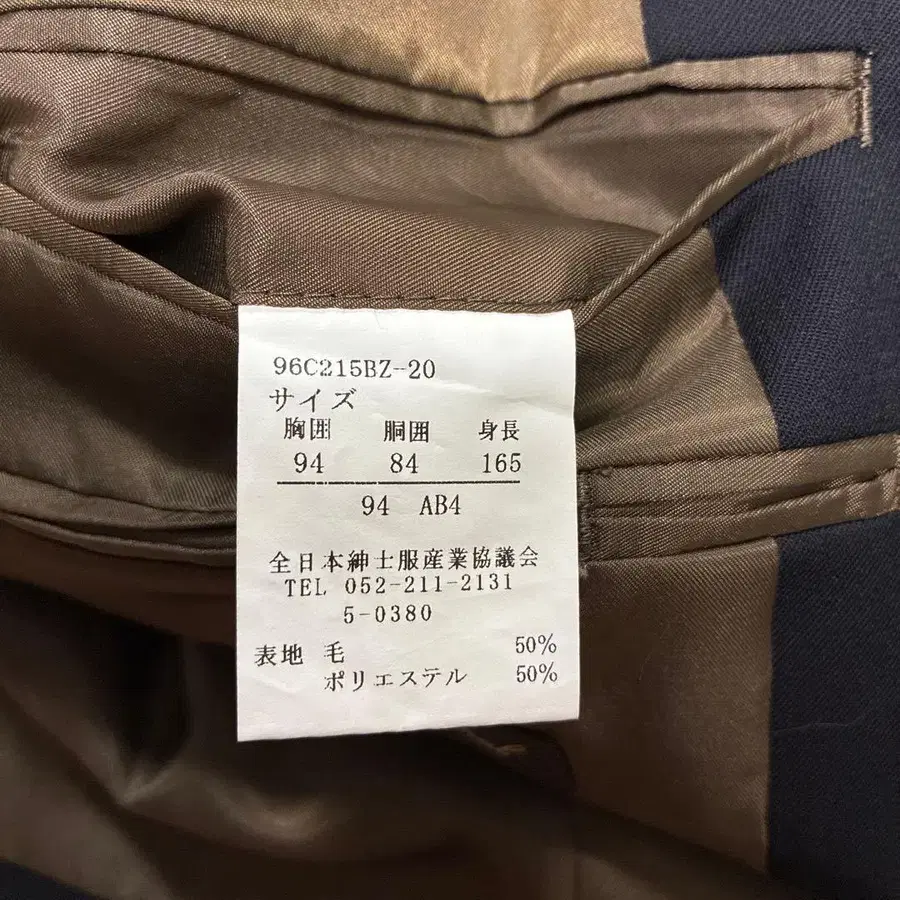 96C215BZ-20
サイズ
胸囲 胴囲 身長
94 84 165
94 AB4
全日本紳士服産業協議会
TEL 052-211-2131
5-0380
表地 毛 50%
ポリエステル 50%